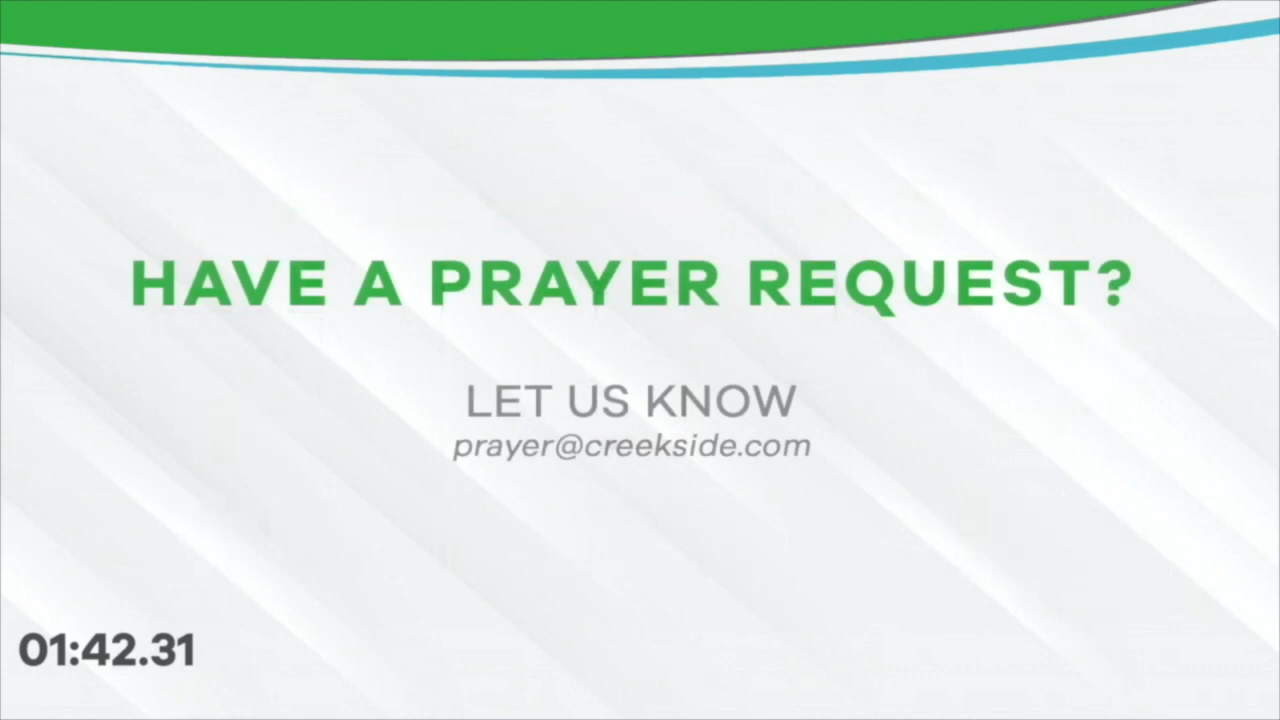 HAVE A PRAYER REQUEST?
LET US KNOW
prayer@creekside.com
01:42.31